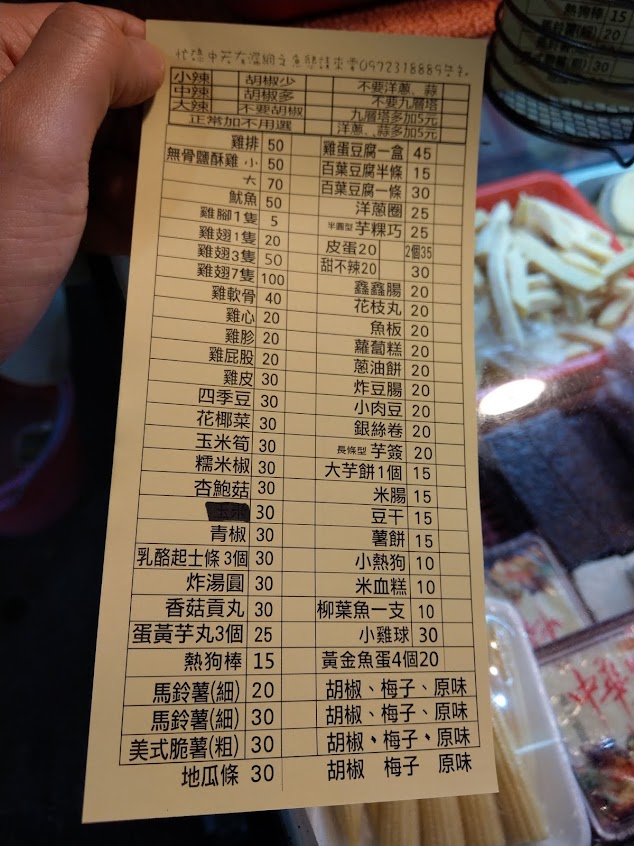 0972318889
小辣 胡椒少 不要洋蔥、蒜
中辣 胡椒多 不要九層塔
大辣 不要胡椒 九層塔多加5元
正常加不用選 洋蔥、蒜多加5元
雞排 50 雞蛋豆腐一盒 45
無骨鹽酥雞 小 50 百葉豆腐半條 15
大 70 百葉豆腐一條 30
魷魚 50 洋蔥圈 25
雞腳1隻 5 半圓型 芋粿巧 25
雞翅1隻 20 皮蛋20 2個35
雞翅3隻 50 甜不辣20 30
雞翅7隻 100 鑫鑫腸 20
雞軟骨 40 花枝丸 20
雞心 20 魚板 20
雞胗 20 蘿蔔糕 20
雞屁股 20 蔥油餅 20
雞皮 30 炸豆腸 20
四季豆 30 小肉豆 20
花椰菜 30 銀絲卷 20
玉米筍 30 長條型 芋簽 20
糯米椒 30 大芋餅1個 15
杏鮑菇 30 米腸 15
30 豆干 15
青椒 30 薯餅 15
乳酪起士條 3個 30 小熱狗 10
炸湯圓 30 米血糕 10
香菇貢丸 30 柳葉魚一支 10
蛋黃芋丸3個 25 小雞球 30
熱狗棒 15 黃金魚蛋4個20
馬鈴薯(細) 20 胡椒、梅子、原味
馬鈴薯(細) 30 胡椒、梅子、原味
美式脆薯(粗) 30 胡椒、梅子、原味
地瓜條 30 胡椒 梅子 原味
熱狗棒 15
馬鈴薯(細) 20
30
中華